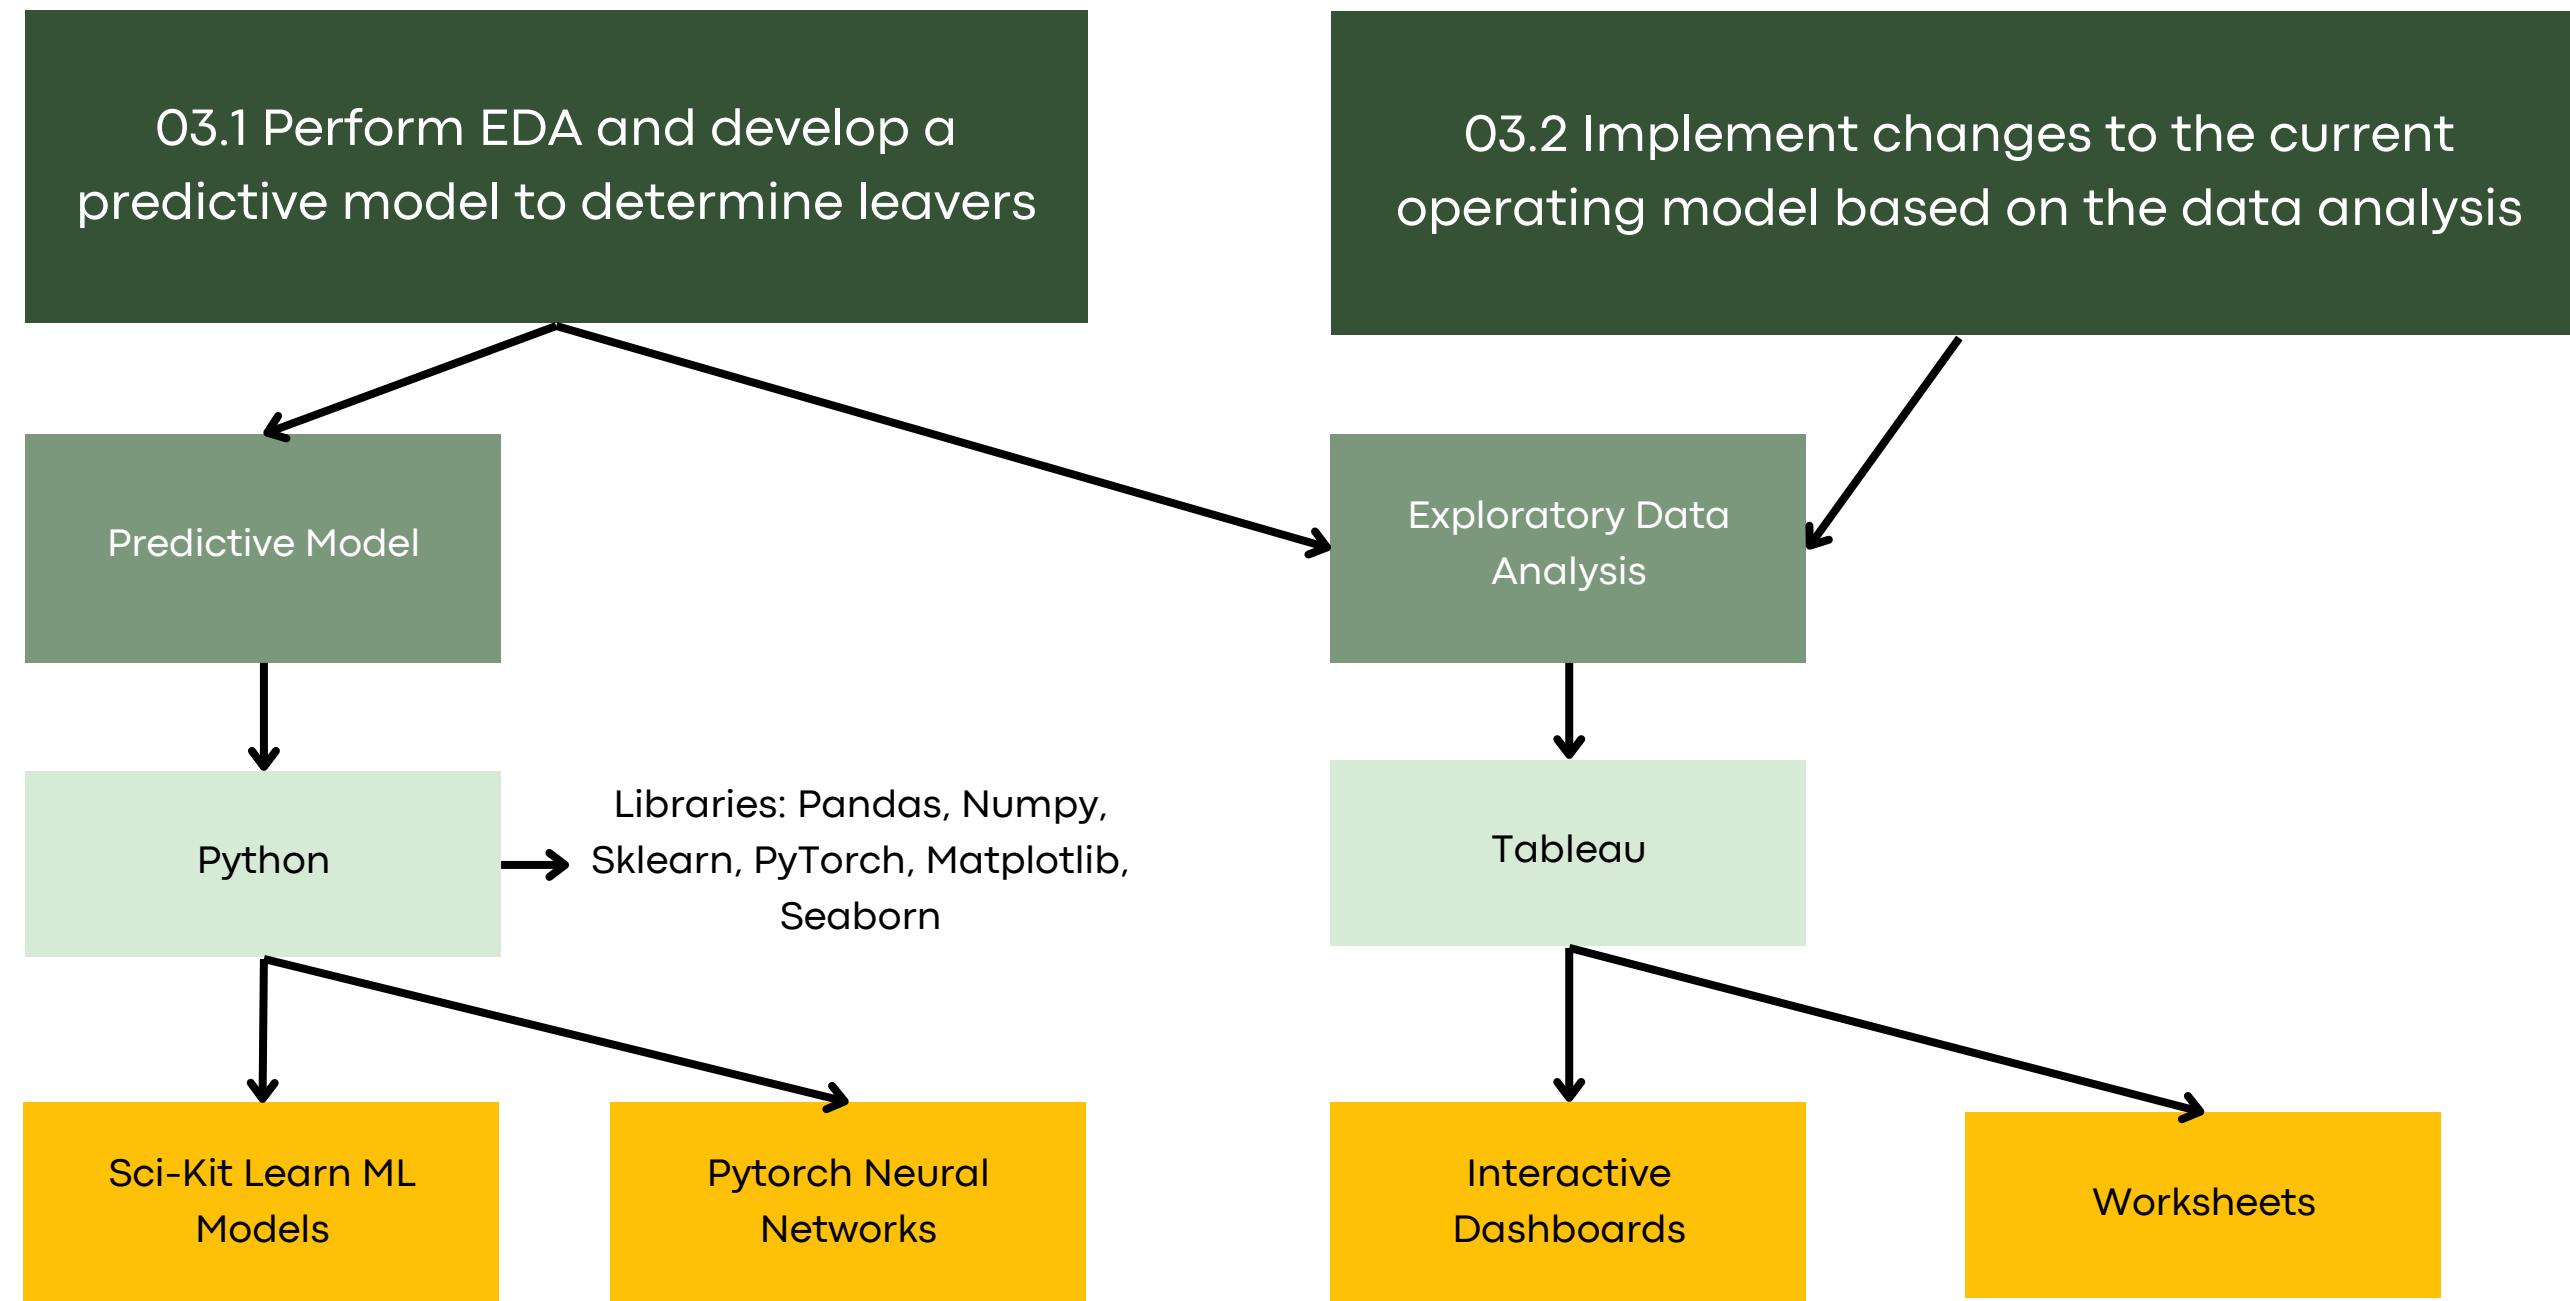 03.1 Perform EDA and develop a
predictive model to determine leavers
03.2 Implement changes to the current
operating model based on the data analysis
Predictive Model
Exploratory Data
Analysis
Python
Libraries: Pandas, Numpy,
Sklearn, PyTorch, Matplotlib,
Seaborn
Tableau
Sci-Kit Learn ML
Models
Pytorch Neural
Networks
Interactive
Dashboards
Worksheets